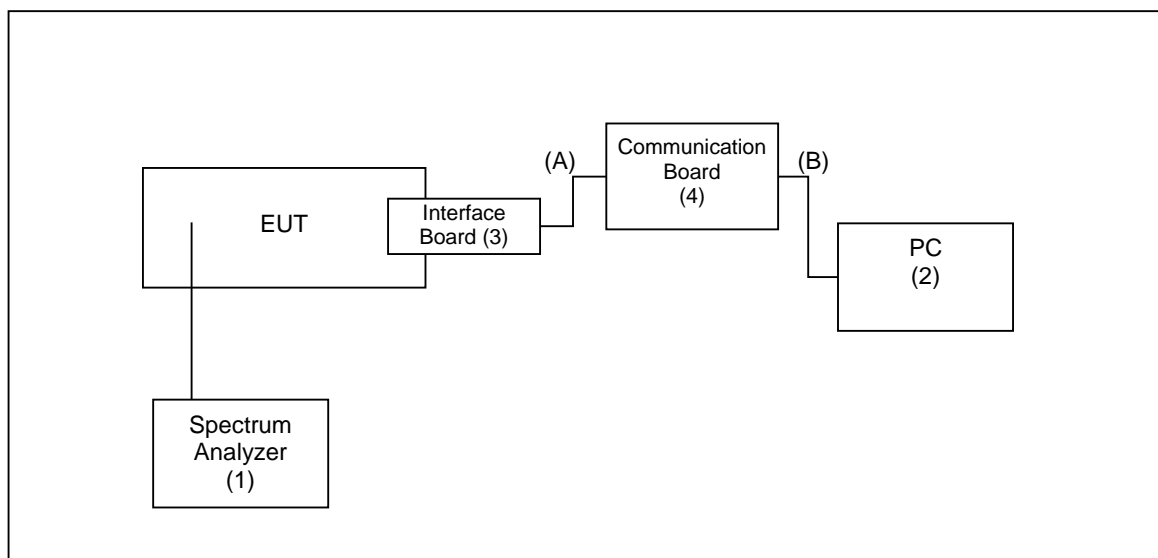 (A)
Communication
Board
(4)
(B)
EUT
Interface
Board (3)
PC
(2)
Spectrum
Analyzer
(1)